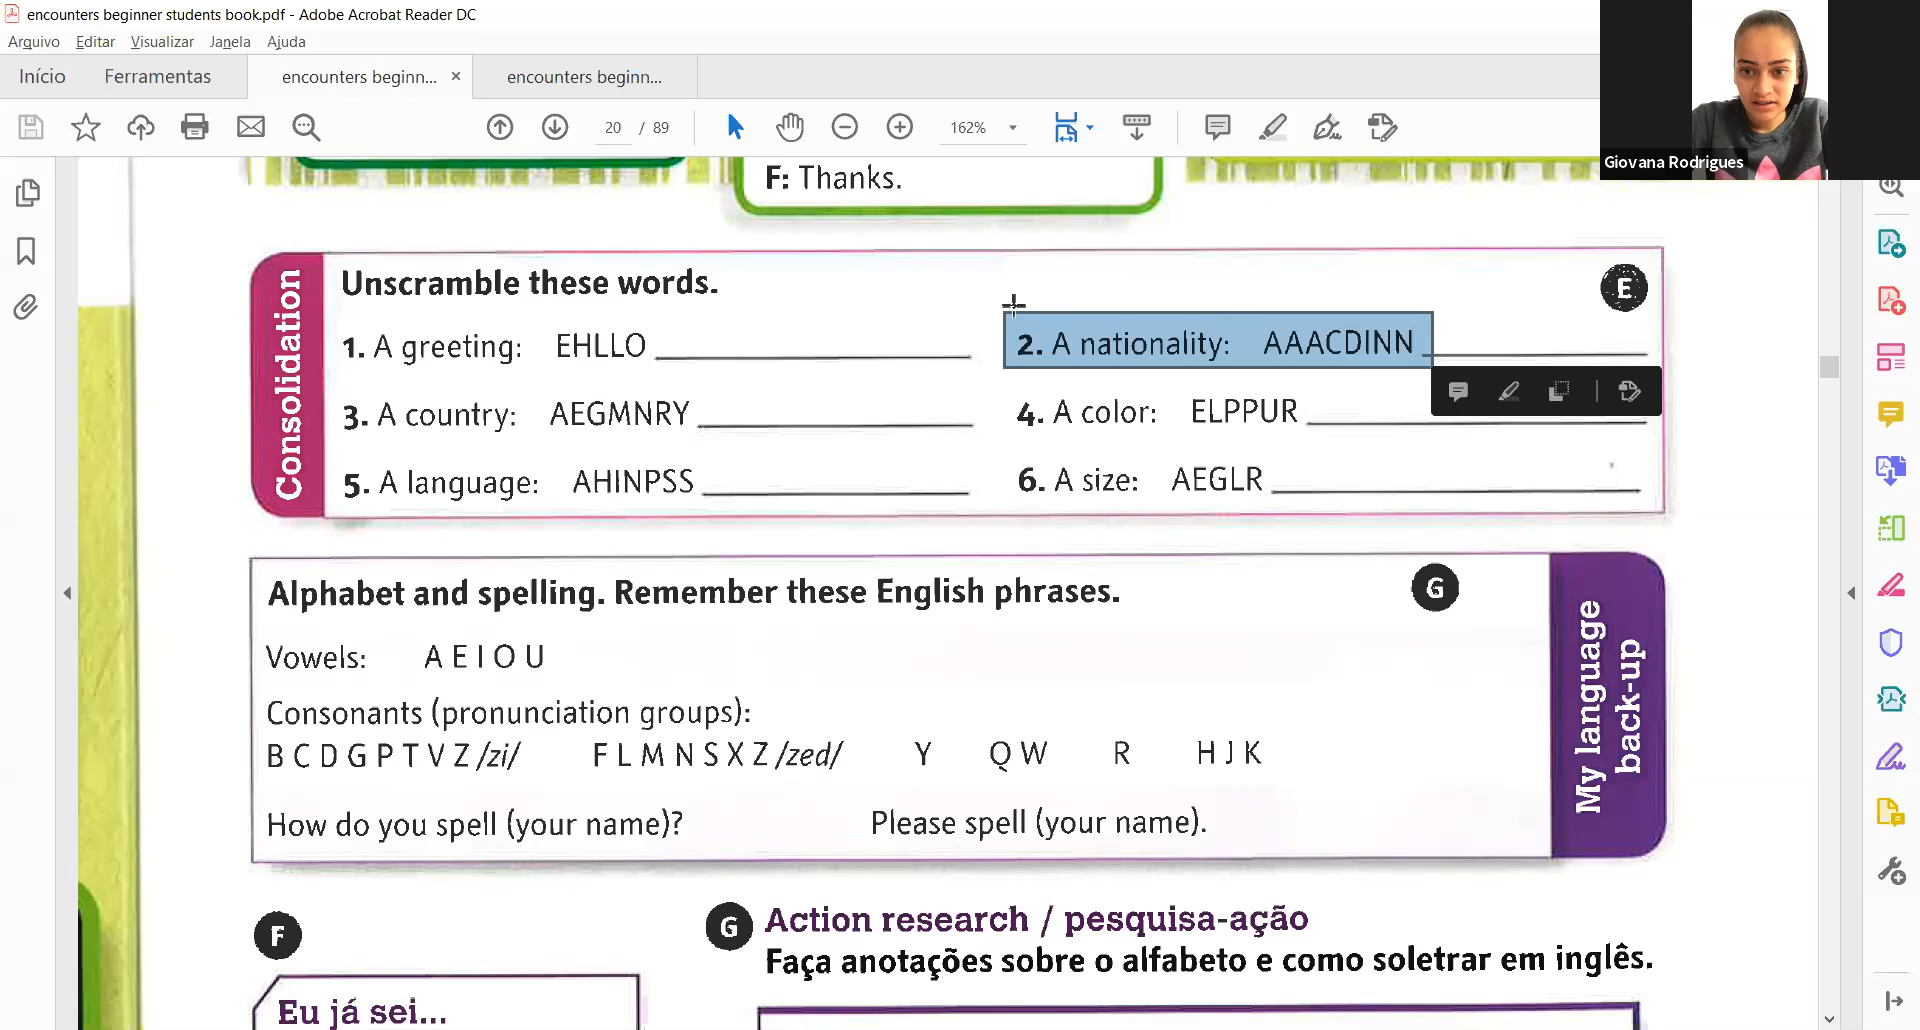 encounters beginner students book.pdf - Adobe Acrobat Reader DC
Arquivo Editar Visualizar Janela Ajuda
Início Ferramentas encounters beginn... × encounters beginn...
20 / 89 162%
Giovana Rodrigues
F: Thanks.
Consolidation
Unscramble these words. E
1. A greeting: EHLLO 2. A nationality: AAACDINN
3. A country: AEGMNRY 4. A color: ELPPUR
5. A language: AHINPSS 6. A size: AEGLR
Alphabet and spelling. Remember these English phrases. G
Vowels: A E I O U
Consonants (pronunciation groups):
B C D G P T V Z /zi/ F L M N S X Z /zed/ Y Q W R H J K
How do you spell (your name)? Please spell (your name).
My language
back-up
F
Eu já sei...
G Action research / pesquisa-ação
Faça anotações sobre o alfabeto e como soletrar em inglês.